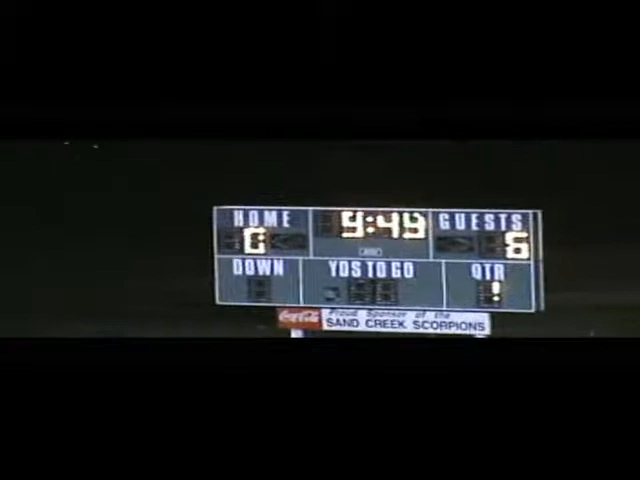 HOME 9:49 GUESTS
0 6
DOWN YDS TO GO QTR
1
Coca-Cola Proud Sponsor of the
SAND CREEK SCORPIONS